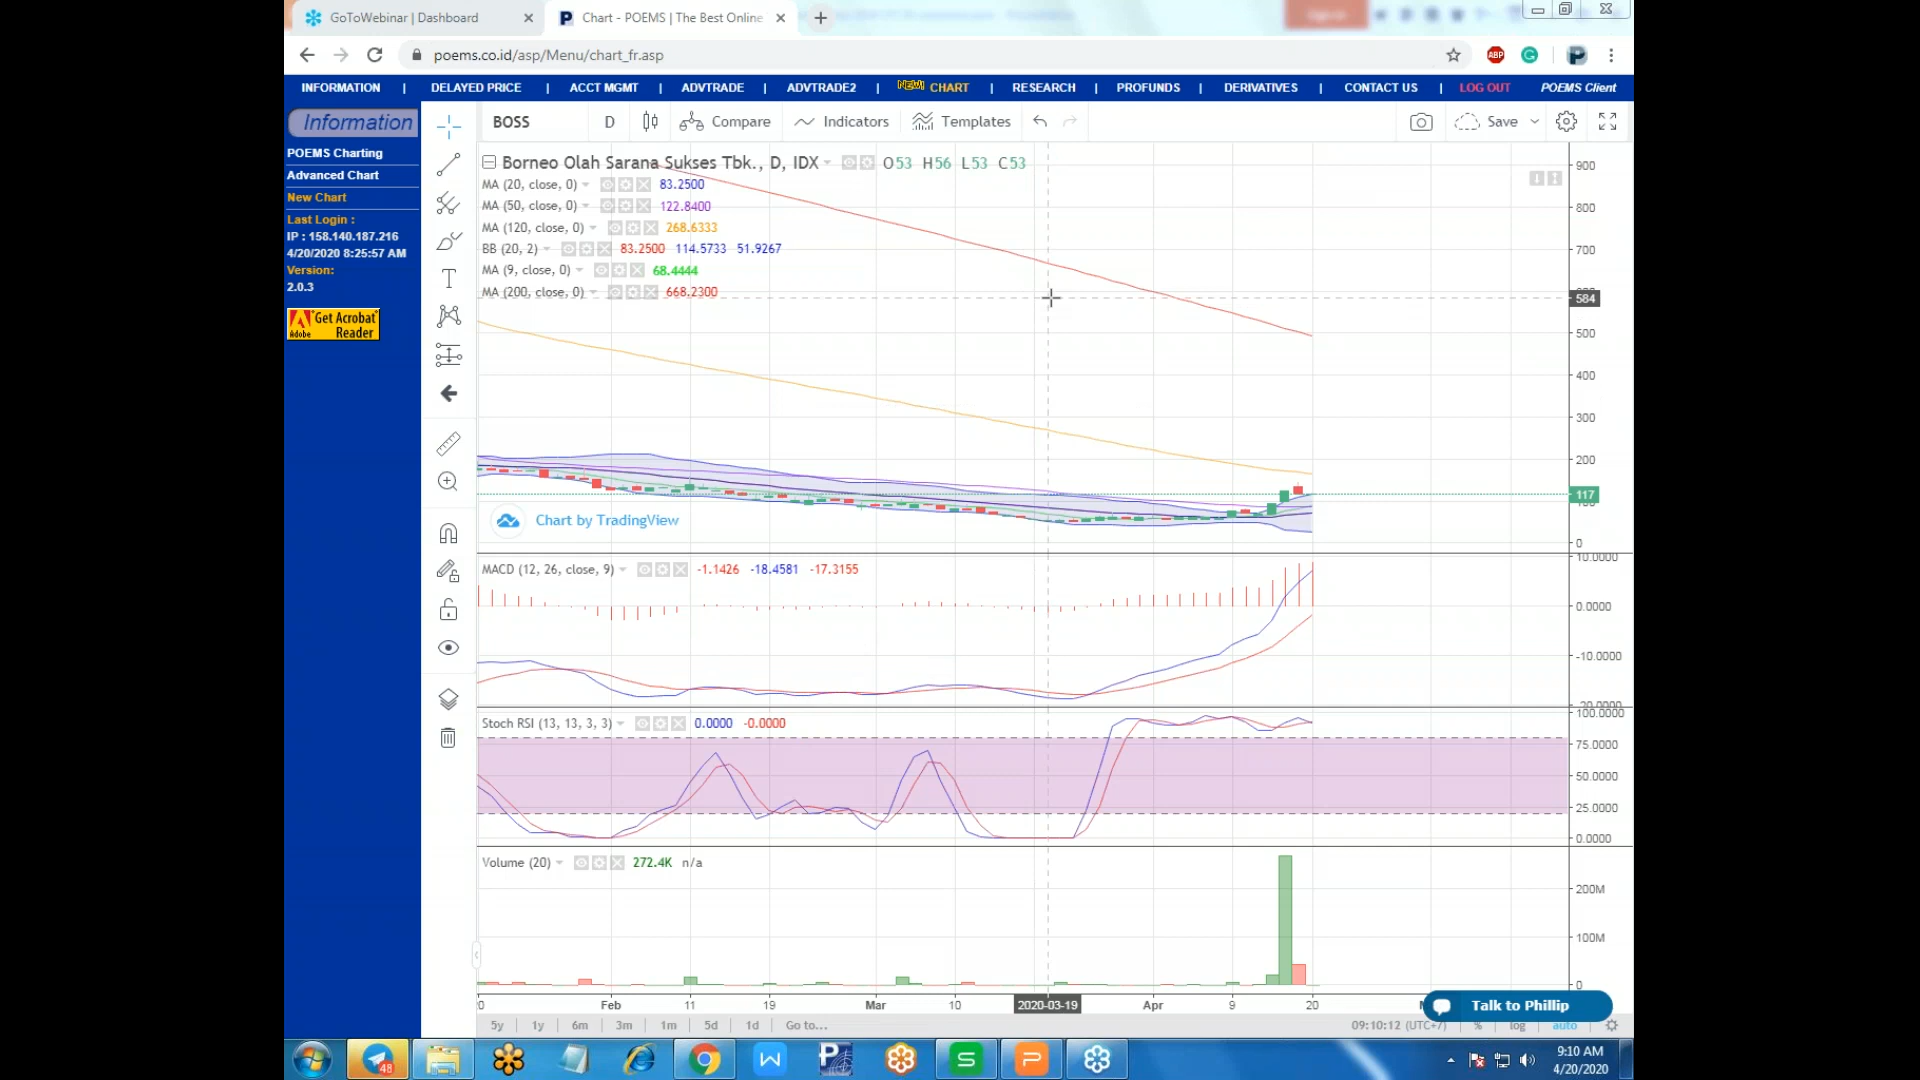 GoToWebinar | Dashboard
Chart - POEMS | The Best Online
poems.co.id/asp/Menu/chart_fr.asp
ABP
INFORMATION | DELAYED PRICE | ACCT MGMT | ADVTRADE | ADVTRADE2 | NEW! CHART | RESEARCH | PROFUNDS | DERIVATIVES | CONTACT US | LOG OUT POEMS Client
Information
POEMS Charting
Advanced Chart
New Chart
Last Login :
IP : 158.140.187.216
4/20/2020 8:25:57 AM
Version:
2.0.3
Get Acrobat
Adobe Reader
BOSS D Compare Indicators Templates Save
Borneo Olah Sarana Sukses Tbk., D, IDX O53 H56 L53 C53
MA (20, close, 0) 83.2500
MA (50, close, 0) 122.8400
MA (120, close, 0) 268.6333
BB (20, 2) 83.2500 114.5733 51.9267
MA (9, close, 0) 68.4444
MA (200, close, 0) 668.2300
900
800
700
584
500
400
300
200
117
100
0
Chart by TradingView
MACD (12, 26, close, 9) -1.1426 -18.4581 -17.3155
10.0000
0.0000
-10.0000
-20.0000
Stoch RSI (13, 13, 3, 3) 0.0000 -0.0000
100.0000
75.0000
50.0000
25.0000
0.0000
Volume (20) 272.4K n/a
200M
100M
0
Feb 11 19 Mar 10 2020-03-19 Apr 9 20
Talk to Phillip
5y 1y 6m 3m 1m 5d 1d Go to... 09:10:12 (UTC+7) % log auto
48
9:10 AM
4/20/2020